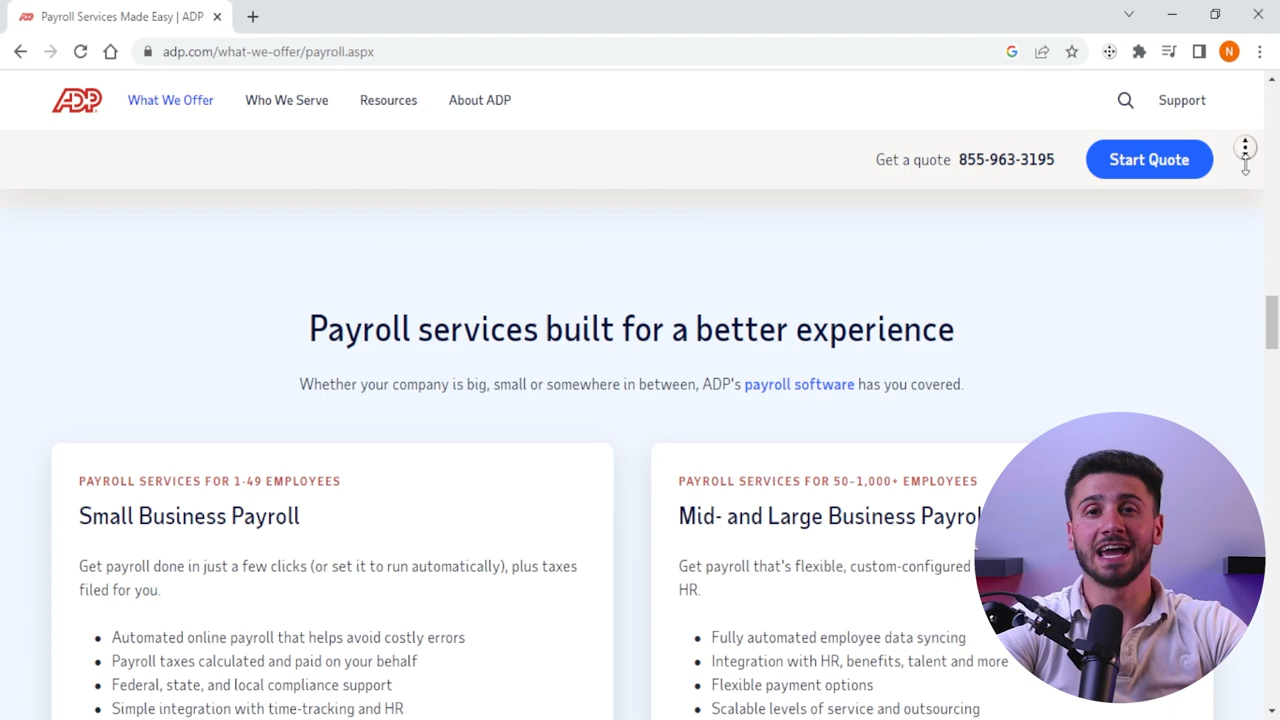 Payroll Services Made Easy | ADP
adp.com/what-we-offer/payroll.aspx
N
ADP
What We Offer
Who We Serve
Resources
About ADP
Support
Get a quote 855-963-3195
Start Quote
Payroll services built for a better experience
Whether your company is big, small or somewhere in between, ADP's payroll software has you covered.
PAYROLL SERVICES FOR 1-49 EMPLOYEES
Small Business Payroll
Get payroll done in just a few clicks (or set it to run automatically), plus taxes
filed for you.
• Automated online payroll that helps avoid costly errors
• Payroll taxes calculated and paid on your behalf
• Federal, state, and local compliance support
• Simple integration with time-tracking and HR
PAYROLL SERVICES FOR 50–1,000+ EMPLOYEES
Mid- and Large Business Payrol
Get payroll that's flexible, custom-configured
HR.
• Fully automated employee data syncing
• Integration with HR, benefits, talent and more
• Flexible payment options
• Scalable levels of service and outsourcing